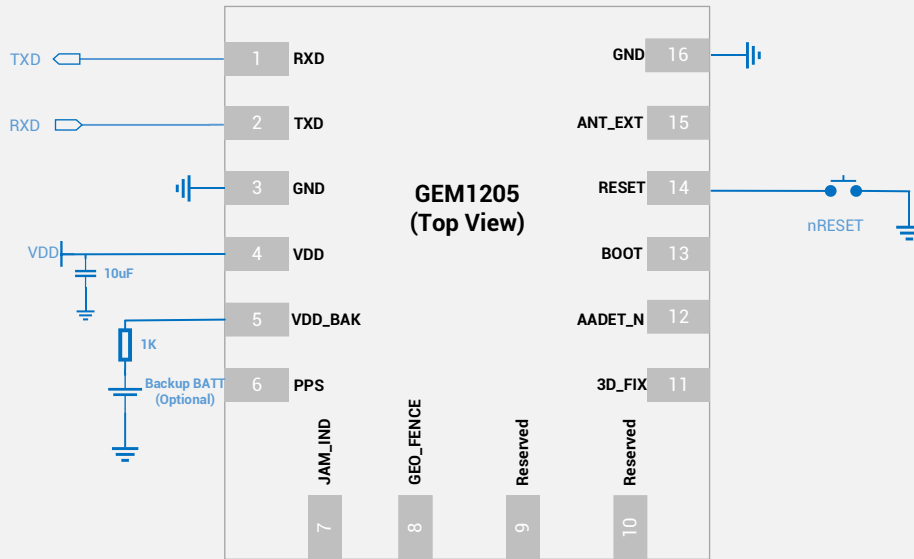 TXD
1
RXD
RXD
2
TXD
3
GND
VDD
4
VDD
10uF
5
VDD_BAK
1K
Backup BATT
(Optional)
6
PPS
GEM1205
(Top View)
GND
16
ANT_EXT
15
RESET
14
nRESET
BOOT
13
AADET_N
12
3D_FIX
11
JAM_IND
7
GEO_FENCE
8
Reserved
9
Reserved
10